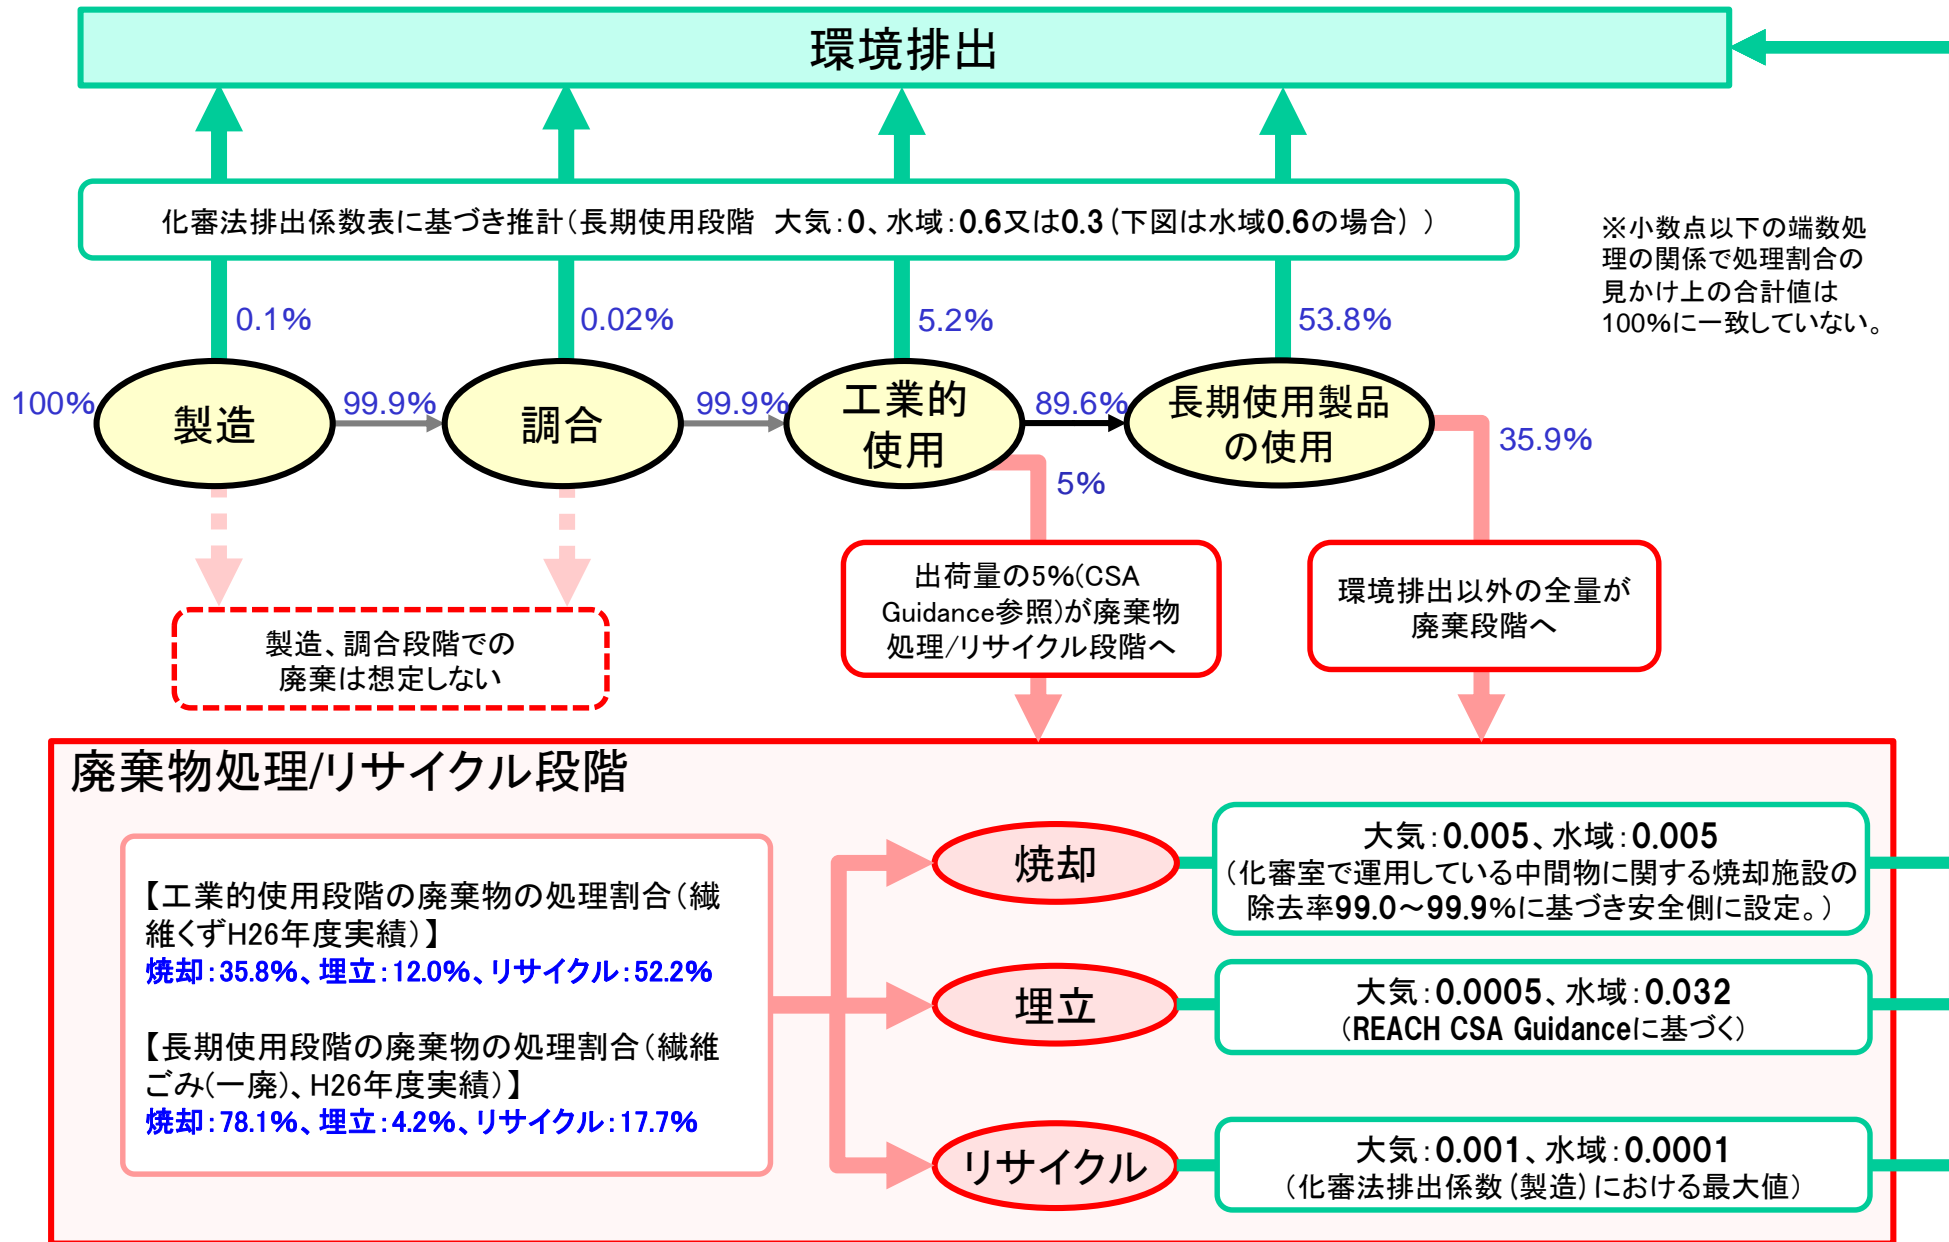 環境排出
化審法排出係数表に基づき推計（長期使用段階　大気：0、水域：0.6又は0.3（下図は水域0.6の場合））
※小数点以下の端数処
理の関係で処理割合の
見かけ上の合計値は
100%に一致していない。
0.1%
0.02%
5.2%
53.8%
100%
製造
99.9%
調合
99.9%
工業的
使用
89.6%
長期使用製品
の使用
35.9%
5%
製造、調合段階での
廃棄は想定しない
出荷量の5%(CSA
Guidance参照)が廃棄物
処理/リサイクル段階へ
環境排出以外の全量が
廃棄段階へ
廃棄物処理/リサイクル段階
【工業的使用段階の廃棄物の処理割合（繊
維くずH26年度実績）】
焼却：35.8%、埋立：12.0%、リサイクル：52.2%
【長期使用段階の廃棄物の処理割合（繊維
ごみ(一廃)、H26年度実績）】
焼却：78.1%、埋立：4.2%、リサイクル：17.7%
焼却
大気：0.005、水域：0.005
（化審室で運用している中間物に関する焼却施設の
除去率99.0～99.9%に基づき安全側に設定。）
埋立
大気：0.0005、水域：0.032
（REACH CSA Guidanceに基づく）
リサイクル
大気：0.001、水域：0.0001
（化審法排出係数（製造）における最大値）